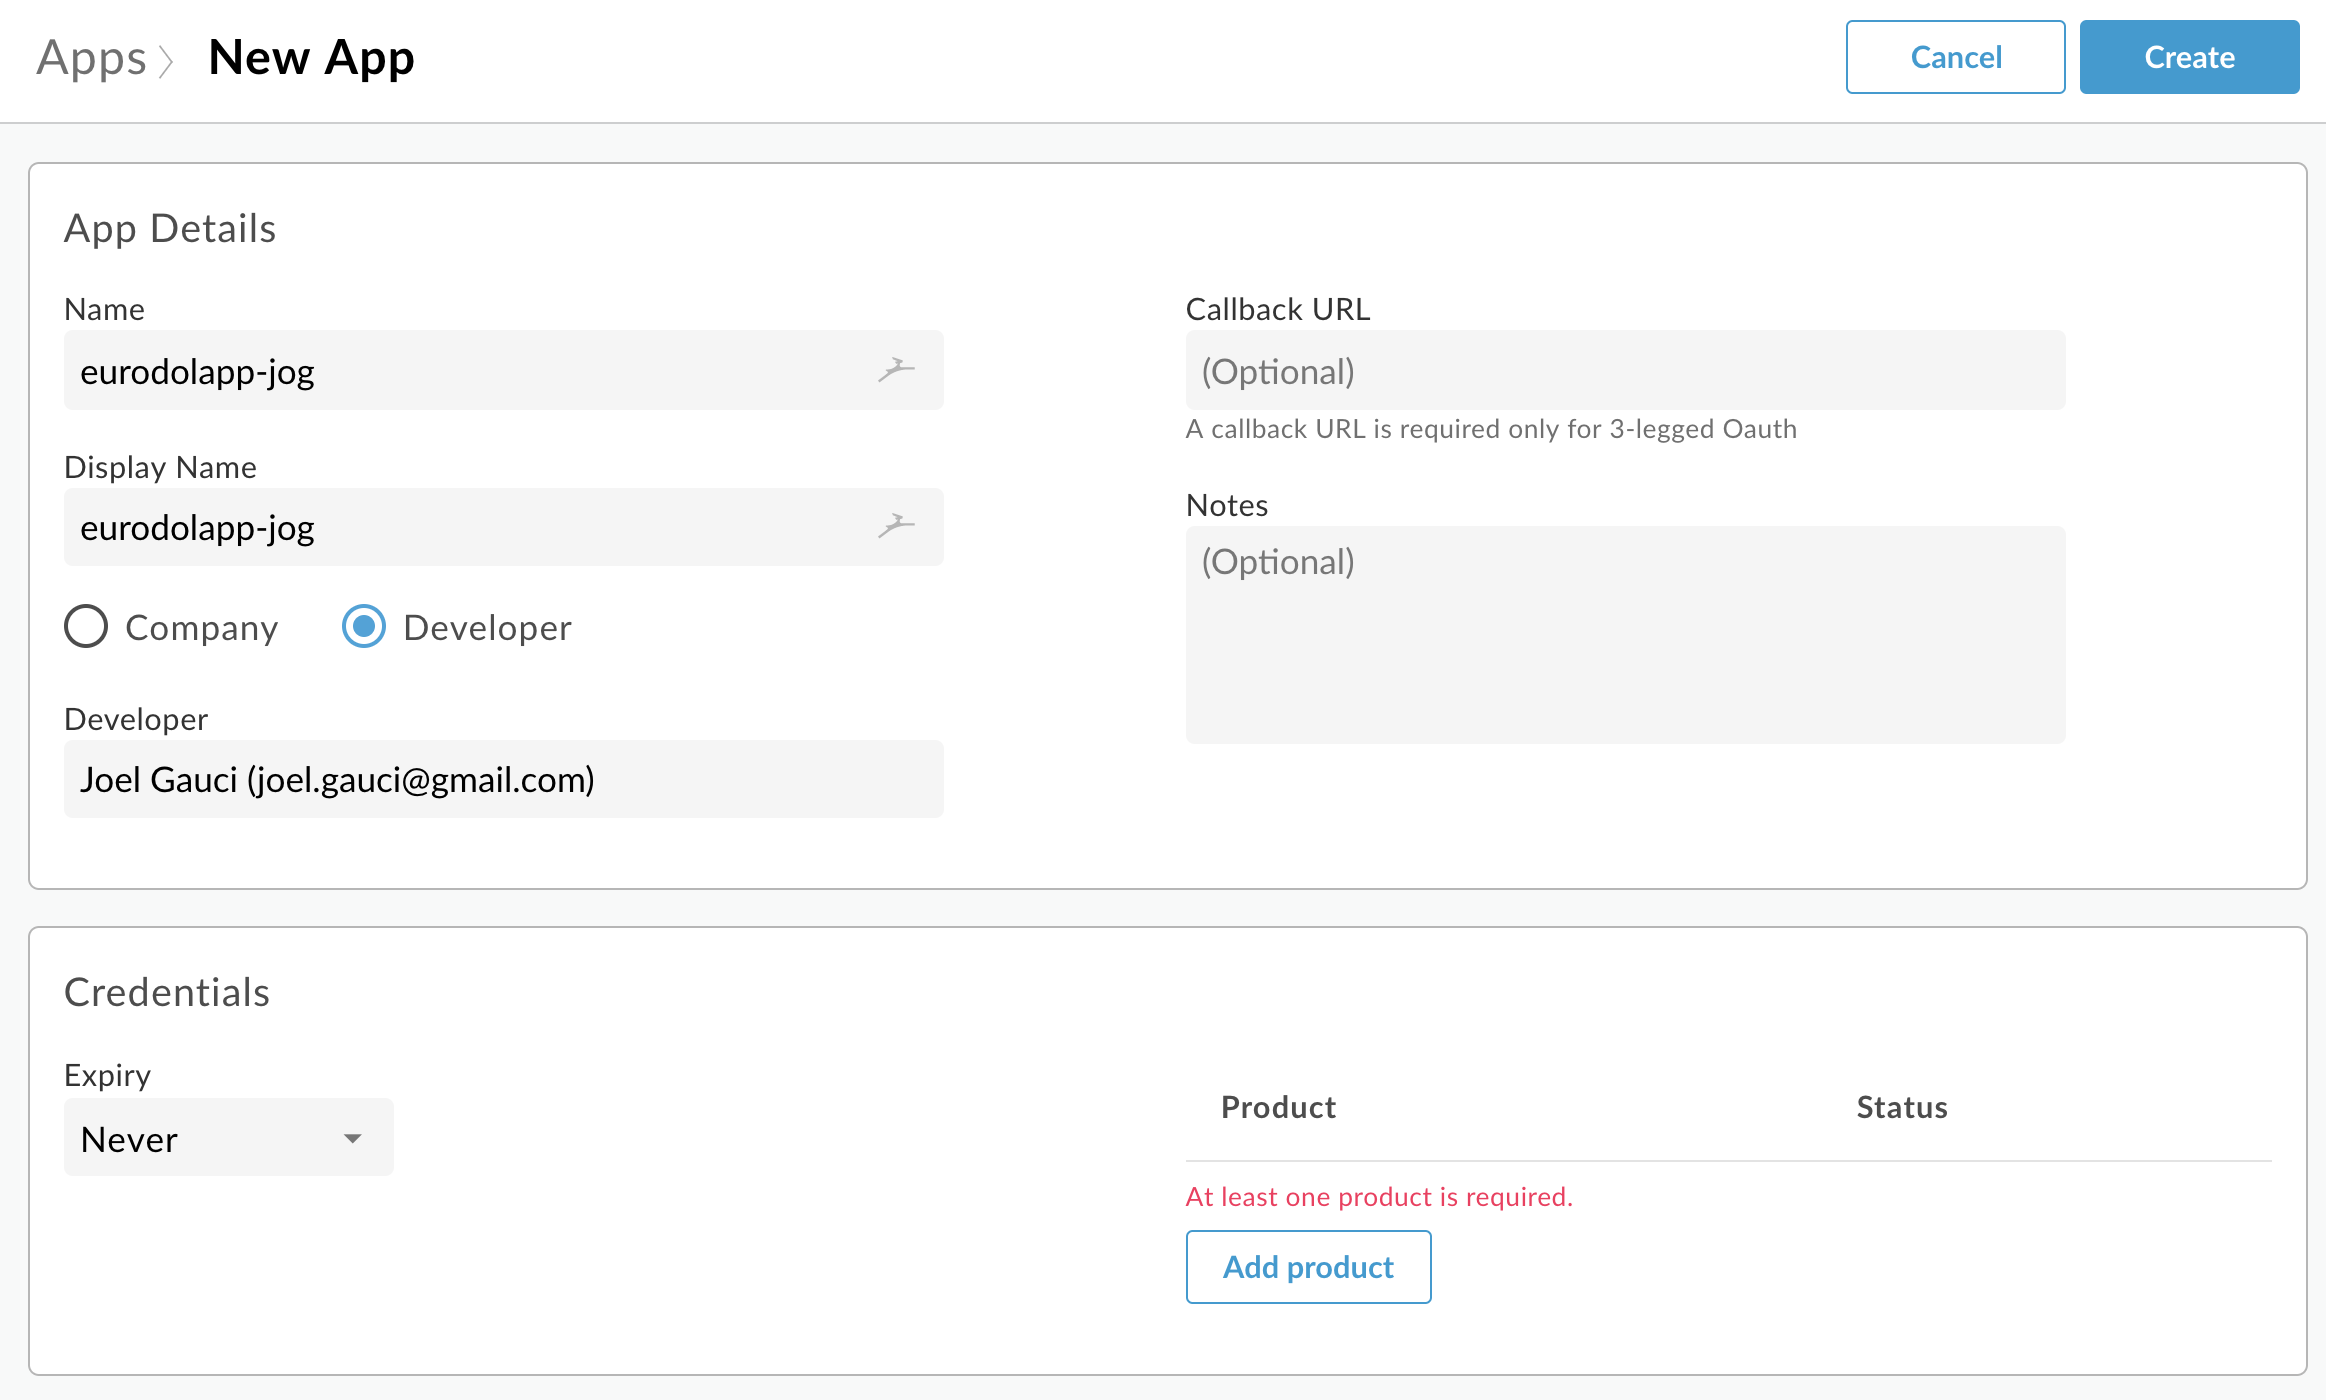 Apps New App
Cancel
Create
App Details
Name
eurodolapp-jog
Display Name
eurodolapp-jog
Company
Developer
Developer
Joel Gauci (joel.gauci@gmail.com)
Callback URL
(Optional)
A callback URL is required only for 3-legged Oauth
Notes
(Optional)
Credentials
Expiry
Never
Product Status
At least one product is required.
Add product